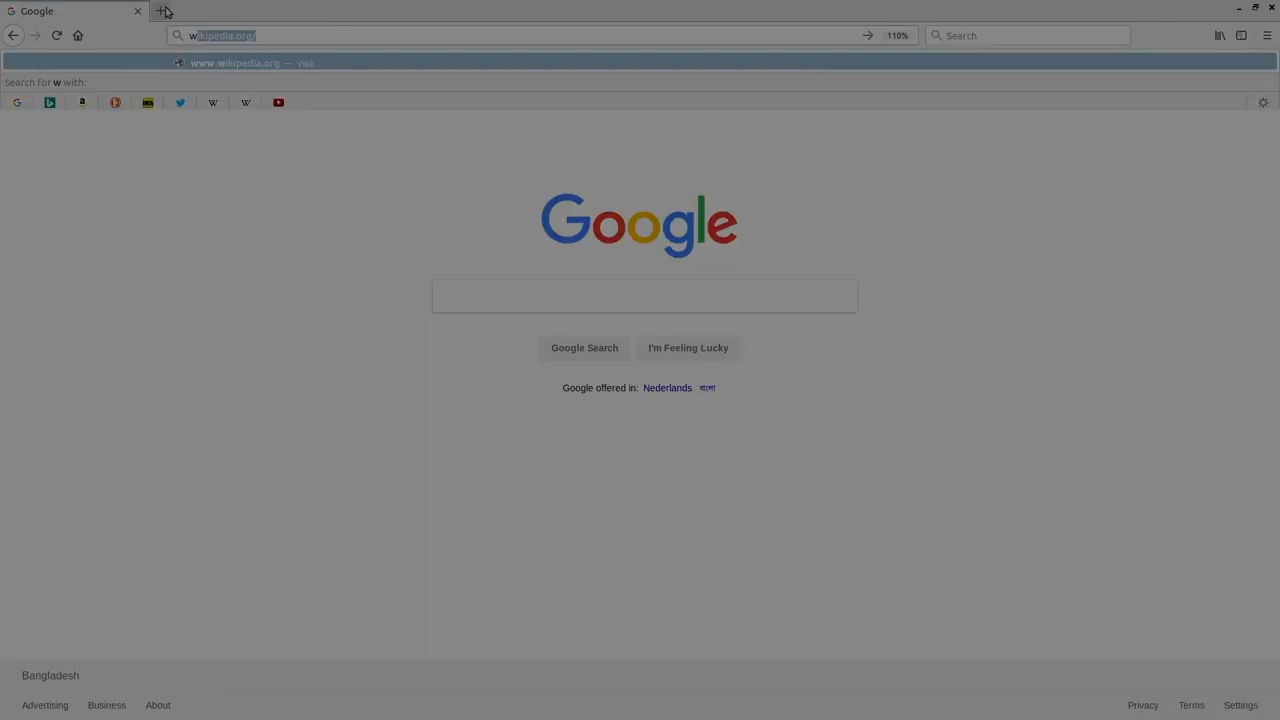 Google
wikipedia.org/
110%
Search
www.wikipedia.org — Visit
Search for w with:
Google
Google Search
I'm Feeling Lucky
Google offered in: Nederlands বাংলা
Bangladesh
Advertising
Business
About
Privacy
Terms
Settings